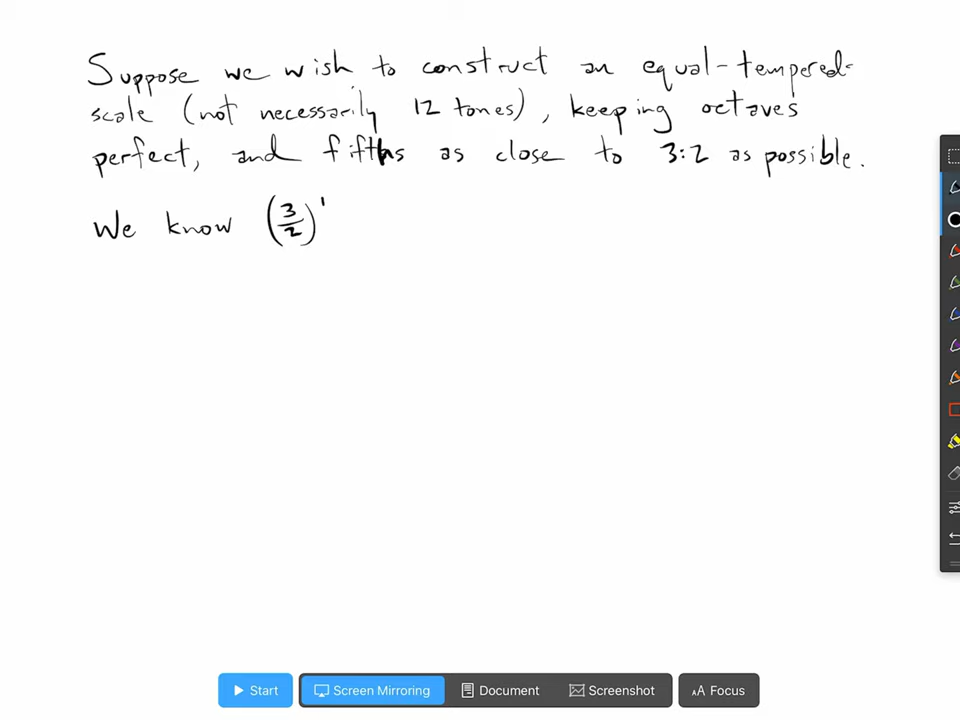 Suppose we wish to construct an equal-tempered
scale (not necessarily 12 tones), keeping octaves
perfect, and fifths as close to 3:2 as possible.
We know (3/2)'
Start
Screen Mirroring
Document
Screenshot
AA Focus